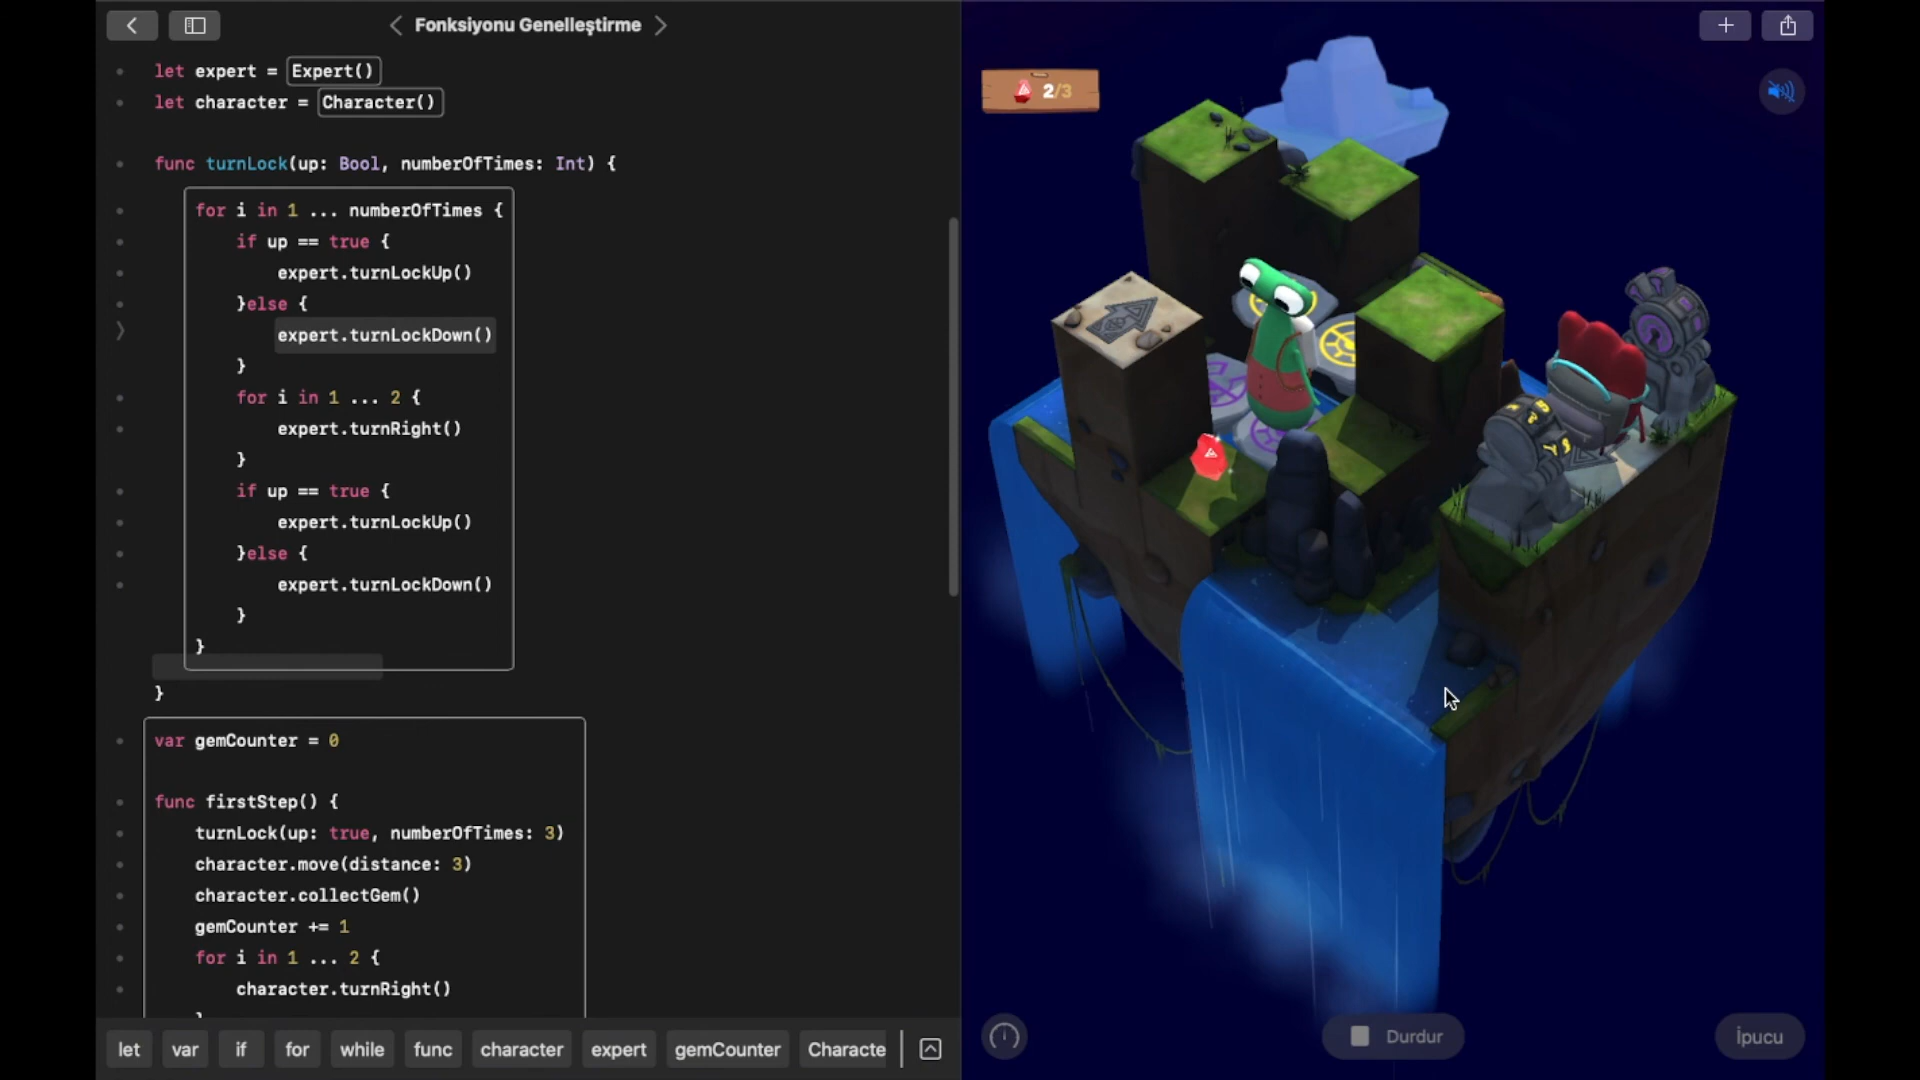 Fonksiyonu Genelleştirme
let expert = Expert()
let character = Character()
func turnLock(up: Bool, numberOfTimes: Int) {
for i in 1 ... numberOfTimes {
if up == true {
expert.turnLockUp()
}else {
expert.turnLockDown()
}
for i in 1 ... 2 {
expert.turnRight()
}
if up == true {
expert.turnLockUp()
}else {
expert.turnLockDown()
}
}
}
var gemCounter = 0
func firstStep() {
turnLock(up: true, numberOfTimes: 3)
character.move(distance: 3)
character.collectGem()
gemCounter += 1
for i in 1 ... 2 {
character.turnRight()
let var if for while func character expert gemCounter Characte
2/3
Durdur
İpucu